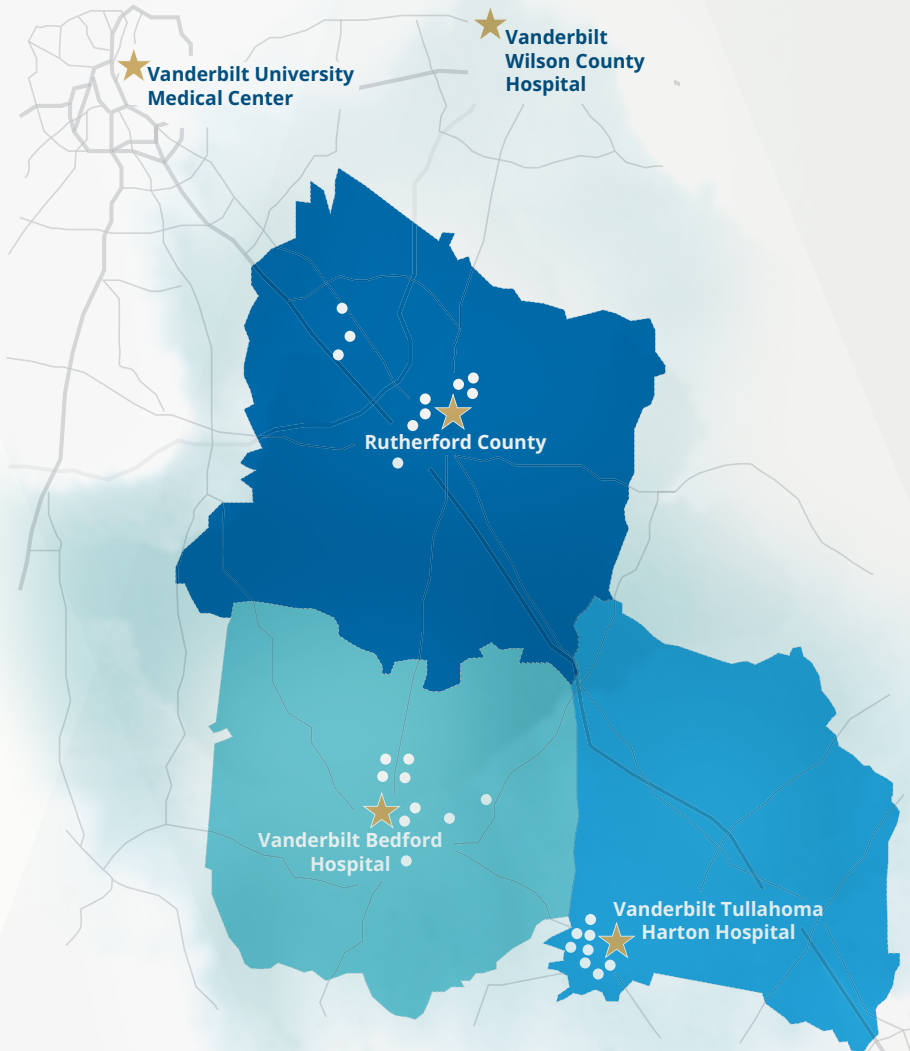 Vanderbilt
Wilson County
Hospital
Vanderbilt University
Medical Center
Rutherford County
Vanderbilt Bedford
Hospital
Vanderbilt Tullahoma
Harton Hospital